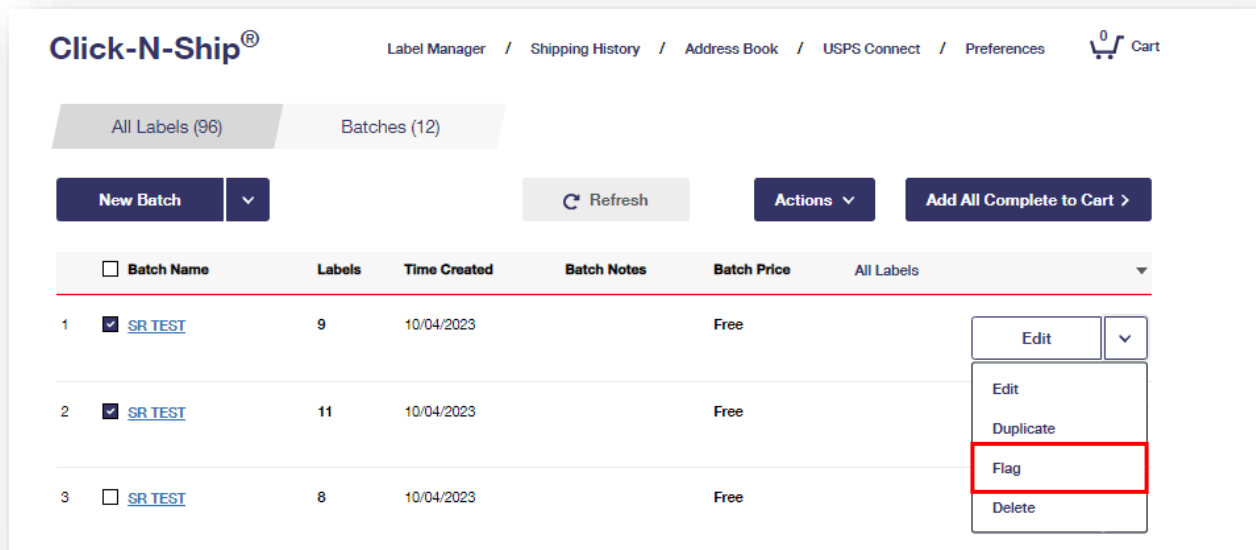 Click-N-Ship®
Label Manager / Shipping History / Address Book / USPS Connect / Preferences 0 Cart
All Labels (96) Batches (12)
New Batch Refresh Actions Add All Complete to Cart >
Batch Name Labels Time Created Batch Notes Batch Price All Labels
1 SR TEST 9 10/04/2023 Free Edit
Edit
2 SR TEST 11 10/04/2023 Free
Duplicate
Flag
3 SR TEST 8 10/04/2023 Free
Delete